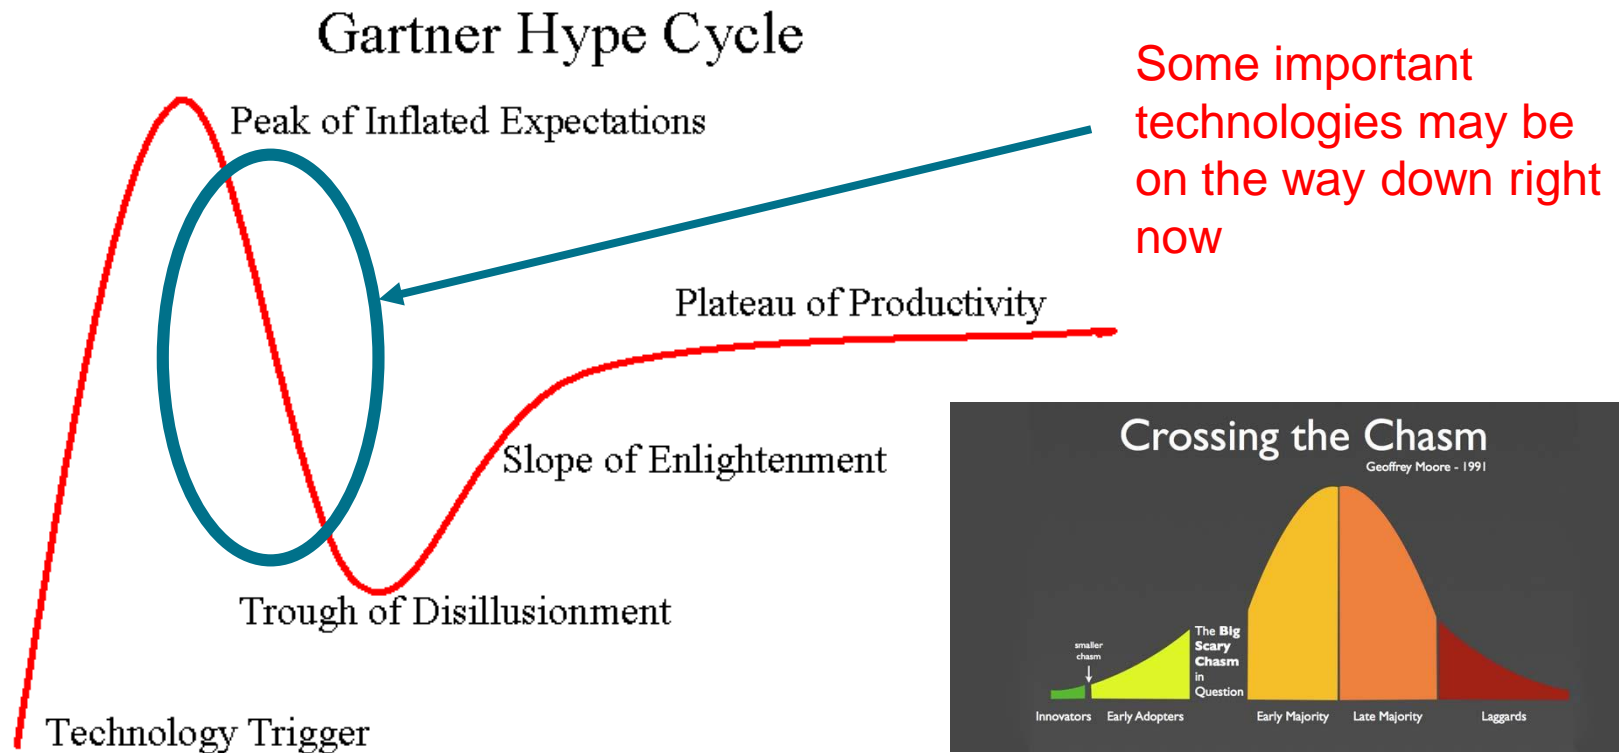 Gartner Hype Cycle
Some important
technologies may be
on the way down right
now
Peak of Inflated Expectations
Plateau of Productivity
Slope of Enlightenment
Trough of Disillusionment
Technology Trigger
Crossing the Chasm
Geoffrey Moore - 1991
smaller
chasm
The Big
Scary
Chasm
in
Question
Innovators
Early Adopters
Early Majority
Late Majority
Laggards